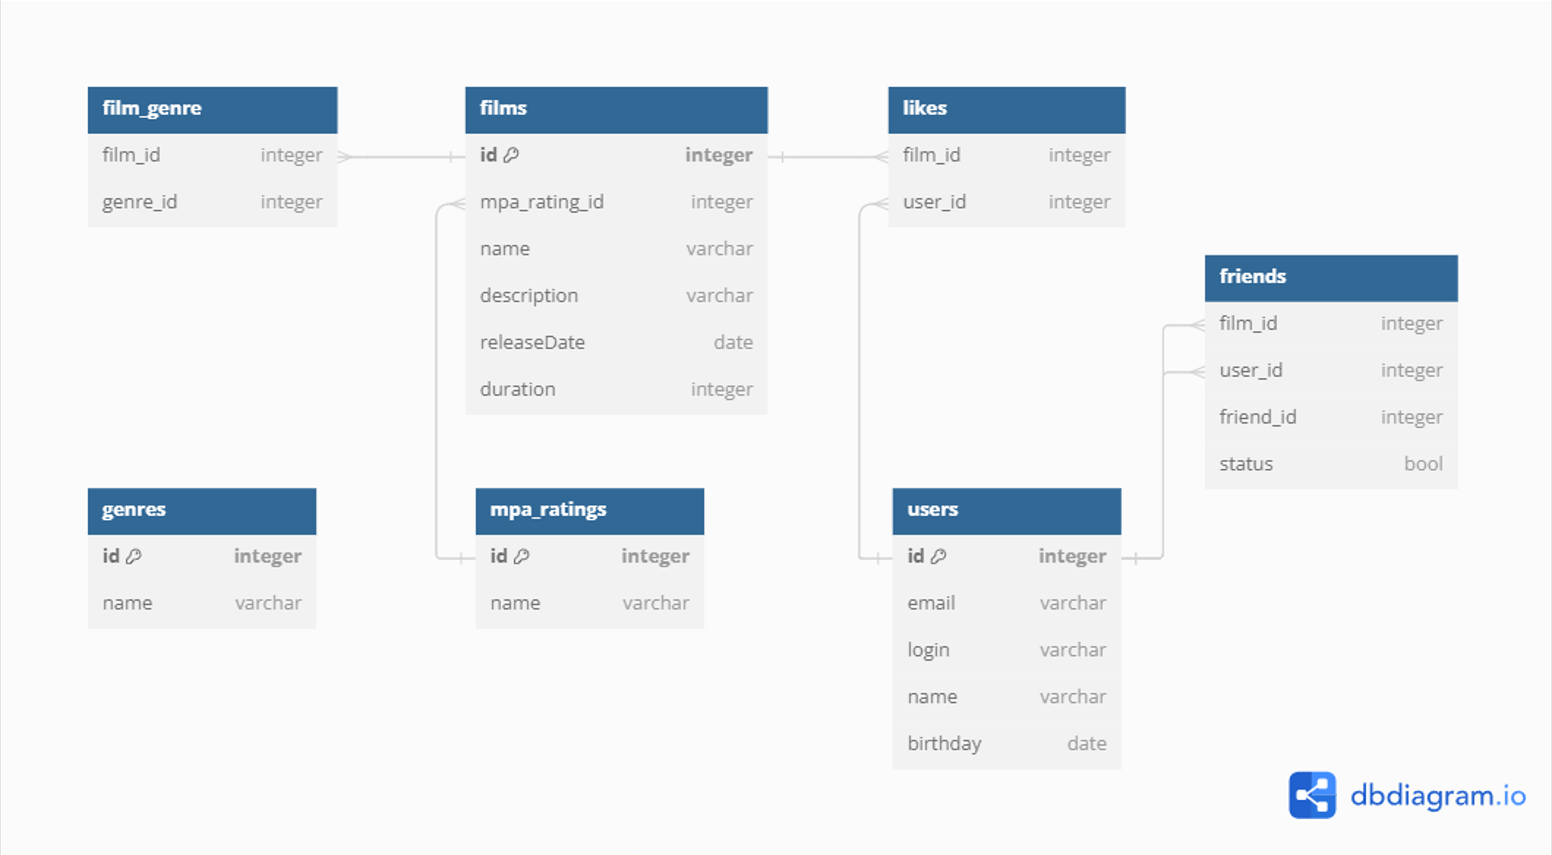 film_genre
film_id integer
genre_id integer
films
id integer
mpa_rating_id integer
name varchar
description varchar
releaseDate date
duration integer
likes
film_id integer
user_id integer
friends
film_id integer
user_id integer
friend_id integer
status bool
genres
id integer
name varchar
mpa_ratings
id integer
name varchar
users
id integer
email varchar
login varchar
name varchar
birthday date
dbdiagram.io